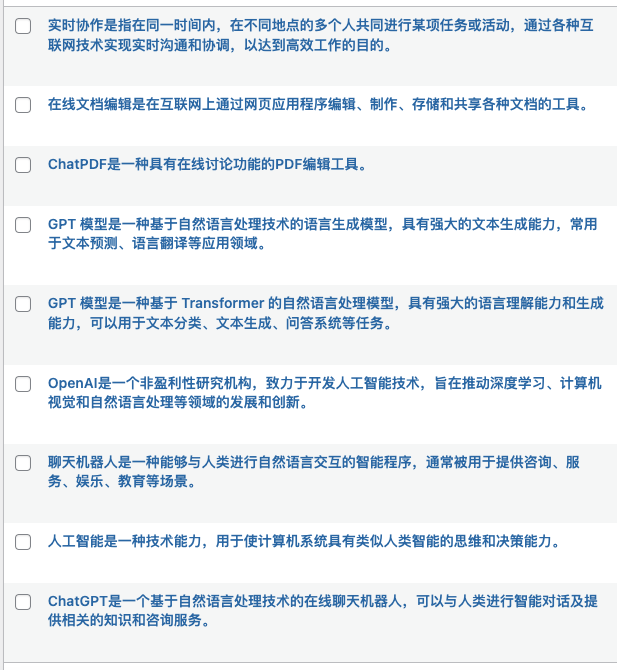 实时协作是指在同一时间内，在不同地点的多个人共同进行某项任务或活动，通过各种互
联网技术实现实时沟通和协调，以达到高效工作的目的。
在线文档编辑是在互联网上通过网页应用程序编辑、制作、存储和共享各种文档的工具。
ChatPDF是一种具有在线讨论功能的PDF编辑工具。
GPT 模型是一种基于自然语言处理技术的语言生成模型，具有强大的文本生成能力，常用
于文本预测、语言翻译等应用领域。
GPT 模型是一种基于 Transformer 的自然语言处理模型，具有强大的语言理解能力和生成
能力，可以用于文本分类、文本生成、问答系统等任务。
OpenAI是一个非盈利性研究机构，致力于开发人工智能技术，旨在推动深度学习、计算机
视觉和自然语言处理等领域的发展和创新。
聊天机器人是一种能够与人类进行自然语言交互的智能程序，通常被用于提供咨询、服
务、娱乐、教育等场景。
人工智能是一种技术能力，用于使计算机系统具有类似人类智能的思维和决策能力。
ChatGPT是一个基于自然语言处理技术的在线聊天机器人，可以与人类进行智能对话及提
供相关的知识和咨询服务。